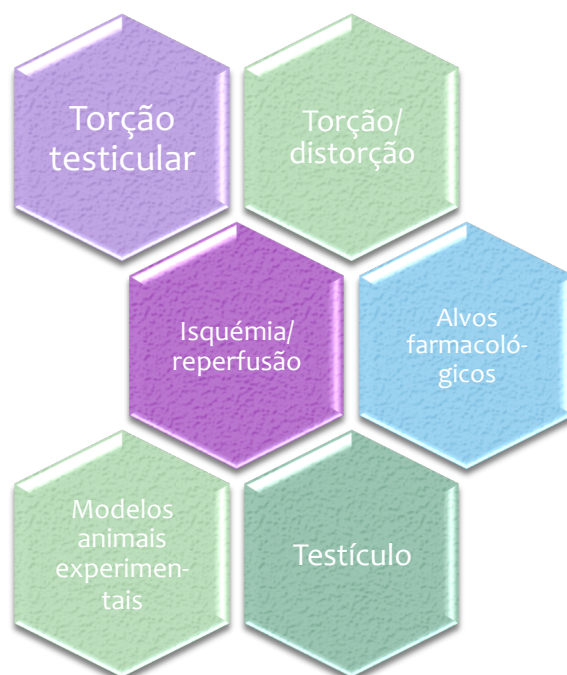 Torção
testicular
Torção/
distorção
Isquémia/
reperfusão
Alvos
farmacoló-
gicos
Modelos
animais
experimen-
tais
Testículo